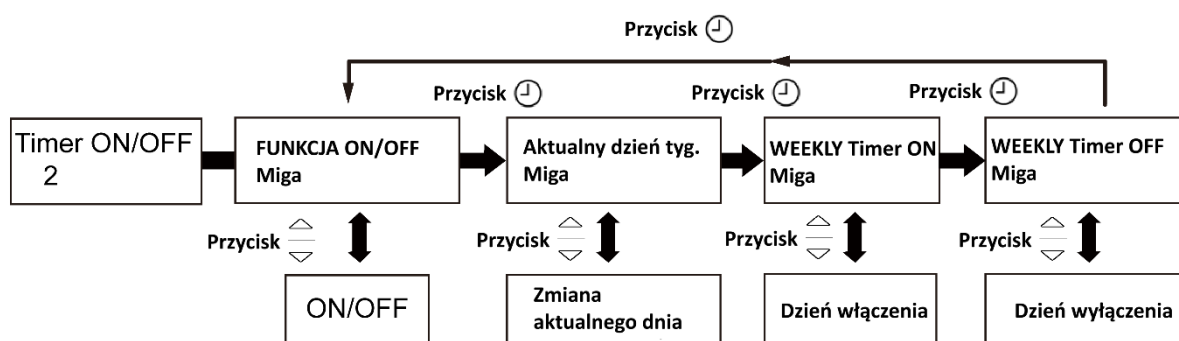 Przycisk
Przycisk
Przycisk
Przycisk
Timer ON/OFF
2
FUNKCJA ON/OFF
Miga
Aktualny dzień tyg.
Miga
WEEKLY Timer ON
Miga
WEEKLY Timer OFF
Miga
Przycisk
Przycisk
Przycisk
Przycisk
ON/OFF
Zmiana
aktualnego dnia
Dzień włączenia
Dzień wyłączenia